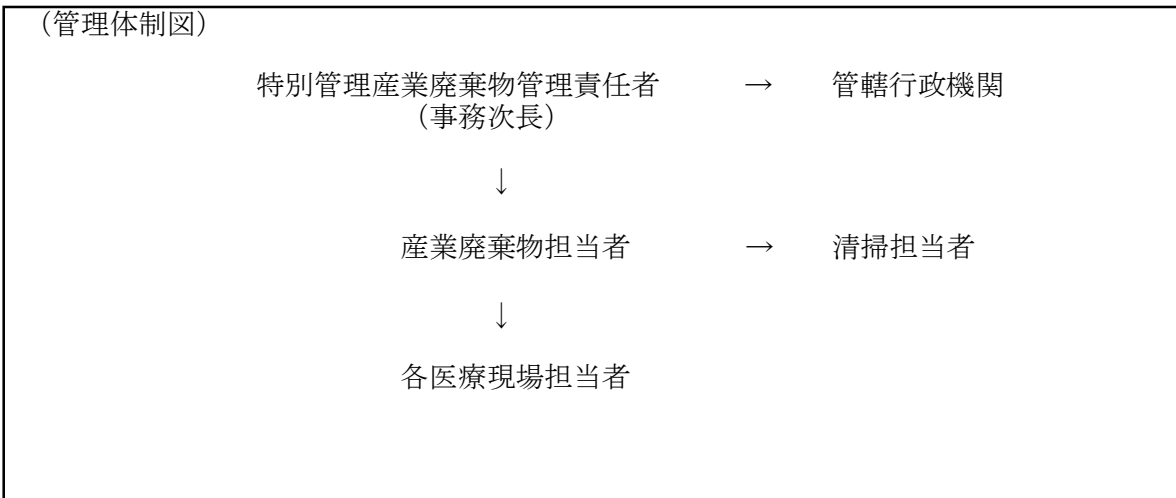 （管理体制図）
特別管理産業廃棄物管理責任者 → 管轄行政機関
（事務次長）
↓
産業廃棄物担当者 → 清掃担当者
↓
各医療現場担当者